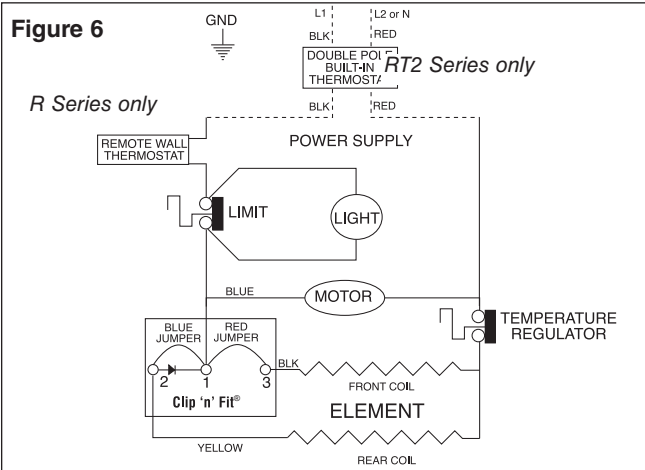 Figure 6
GND
L1
L2 or N
BLK
RED
DOUBLE POL
BUILT-IN
THERMOSTA
RT2 Series only
BLK
RED
R Series only
REMOTE WALL
THERMOSTAT
POWER SUPPLY
LIMIT
LIGHT
BLUE
MOTOR
TEMPERATURE
REGULATOR
BLUE
JUMPER
RED
JUMPER
2
1
3
BLK
Clip 'n' Fit®
FRONT COIL
ELEMENT
YELLOW
REAR COIL